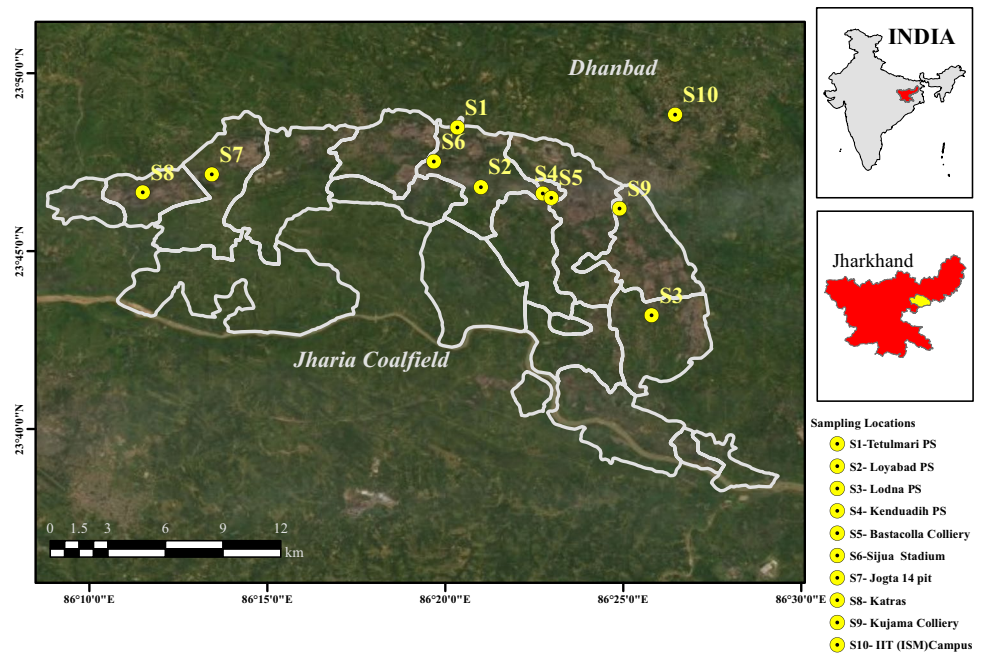 INDIA
Dhanbad
S10
S1
S6
S7
S8
S2
S4
S5
S9
S3
Jharia Coalfield
Jharkhand
23°50'0"N
23°45'0"N
23°40'0"N
0 1.5 3 6 9 12
km
86°10'0"E 86°15'0"E 86°20'0"E 86°25'0"E 86°30'0"E
Sampling Locations
S1-Tetulmari PS
S2- Loyabad PS
S3- Lodna PS
S4- Kenduadih PS
S5- Bastacolla Colliery
S6-Sijua Stadium
S7- Jogta 14 pit
S8- Katras
S9- Kujama Colliery
S10- IIT (ISM)Campus